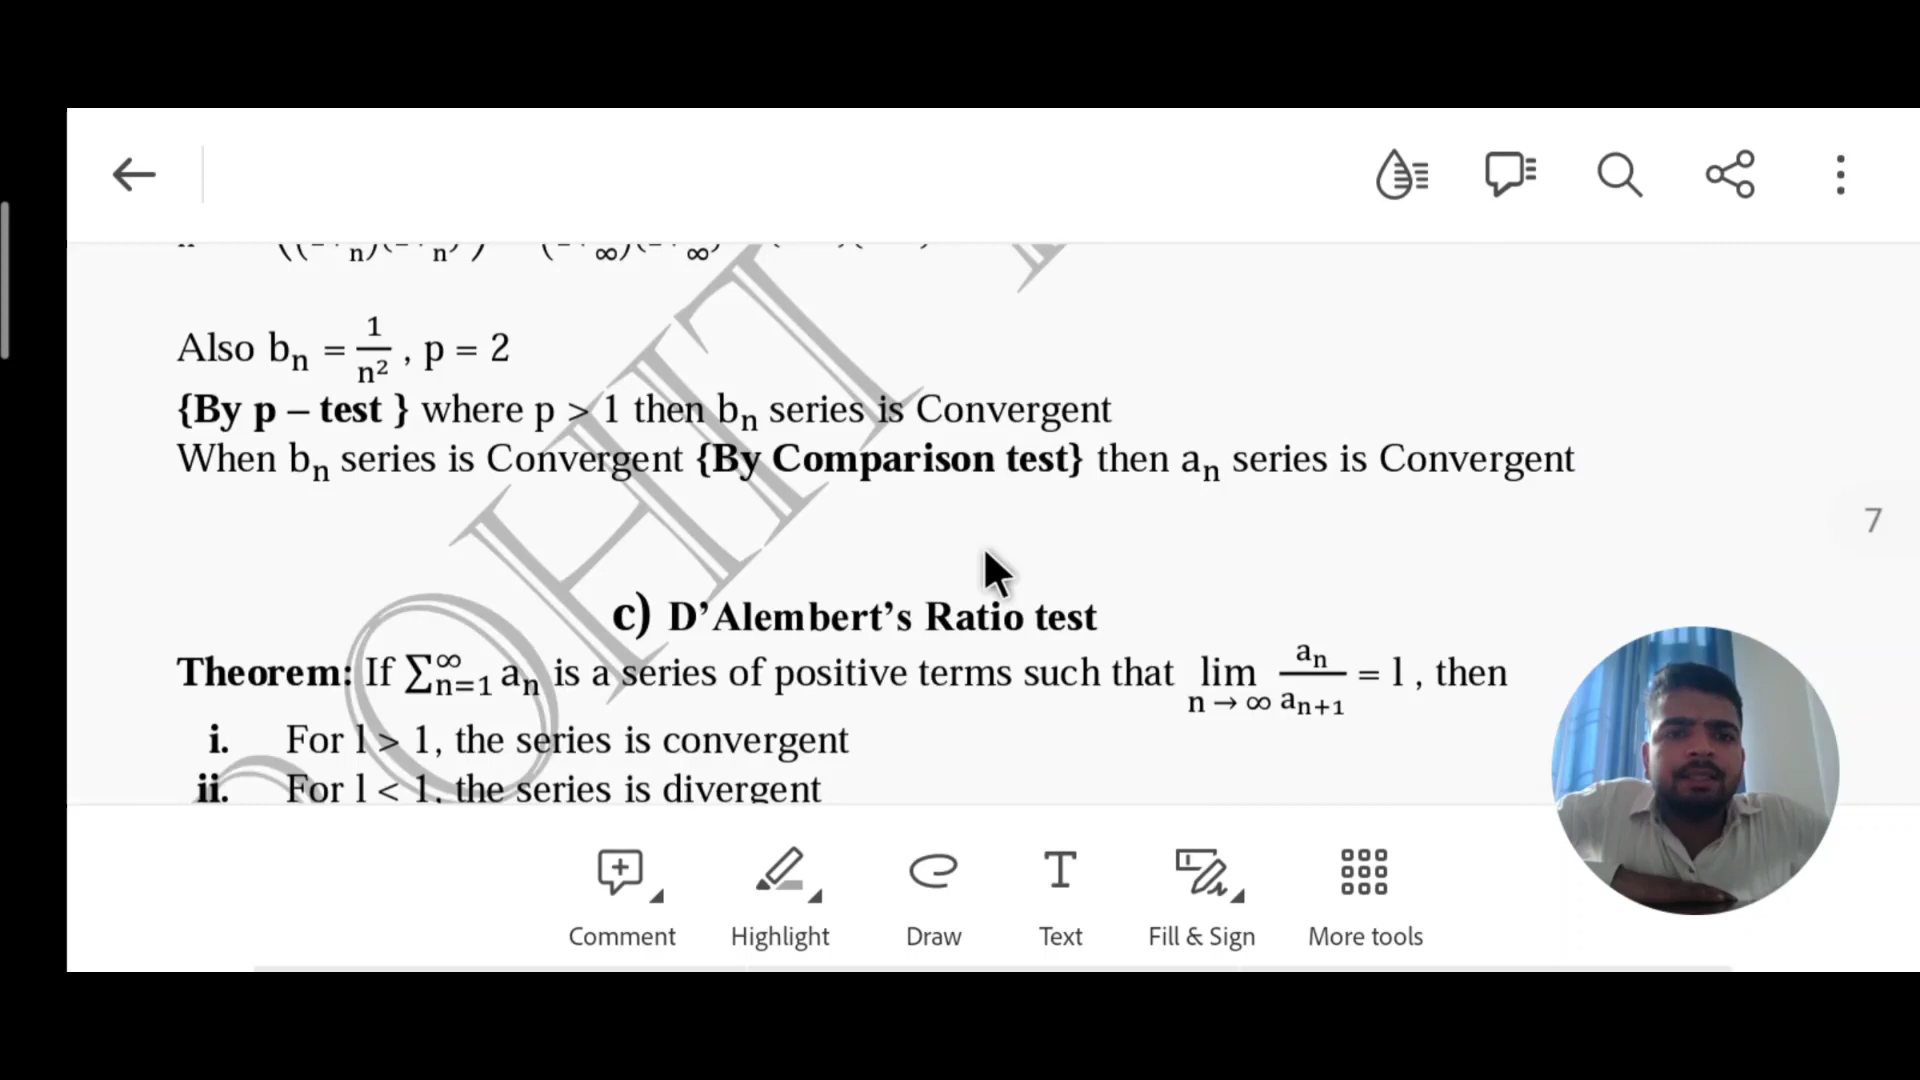 Also bₙ = 1/n² , p = 2
{By p – test } where p > 1 then bₙ series is Convergent
When bₙ series is Convergent {By Comparison test} then aₙ series is Convergent
7
c) D’Alembert’s Ratio test
Theorem: If ∑_{n=1}^{∞} aₙ is a series of positive terms such that lim_{n→∞} aₙ/aₙ₊₁ = l , then
i. For l > 1, the series is convergent
ii. For l < 1, the series is divergent
Comment Highlight Draw Text Fill & Sign More tools